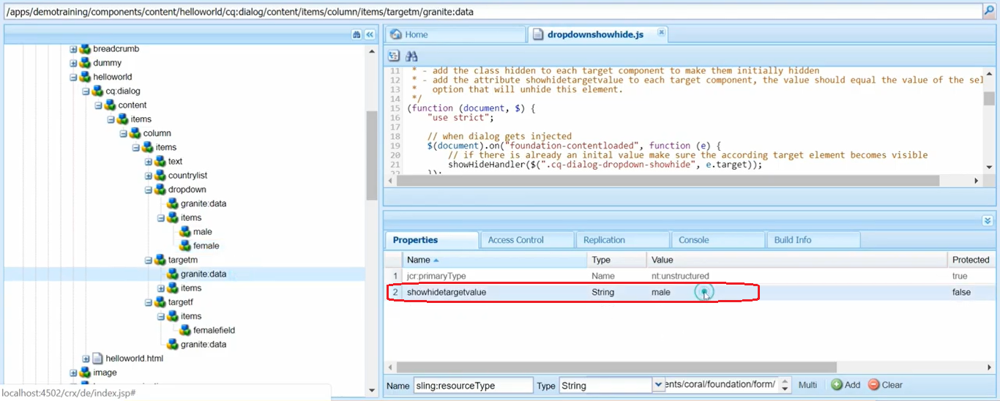 /apps/demotraining/components/content/helloworld/cq:dialog/content/items/column/items/targetm/granite:data
breadcrumb
dummy
helloworld
cq:dialog
content
items
column
items
text
countrylist
dropdown
granite:data
items
male
female
targetm
granite:data
items
targetf
items
femalefield
granite:data
helloworld.html
image
localhost:4502/crx/de/index.jsp#
Home
dropdownshowhide.js
11 * - add the class hidden to each target component to make them initially hidden
12 * - add the attribute showhidetargetvalue to each target component, the value should equal the value of the sel
13 *   option that will unhide this element.
14 */
15 (function (document, $) {
16 "use strict";
17
18 // when dialog gets injected
19 $(document).on("foundation-contentloaded", function (e) {
20 // if there is already an inital value make sure the according target element becomes visible
21 showHideHandler($(".cq-dialog-dropdown-showhide", e.target));
22 });
Properties Access Control Replication Console Build Info
Name Type Value Protected
1 jcr:primaryType Name nt:unstructured true
2 showhidetargetvalue String male false
Name sling:resourceType Type String ents/coral/foundation/form/ Multi Add Clear